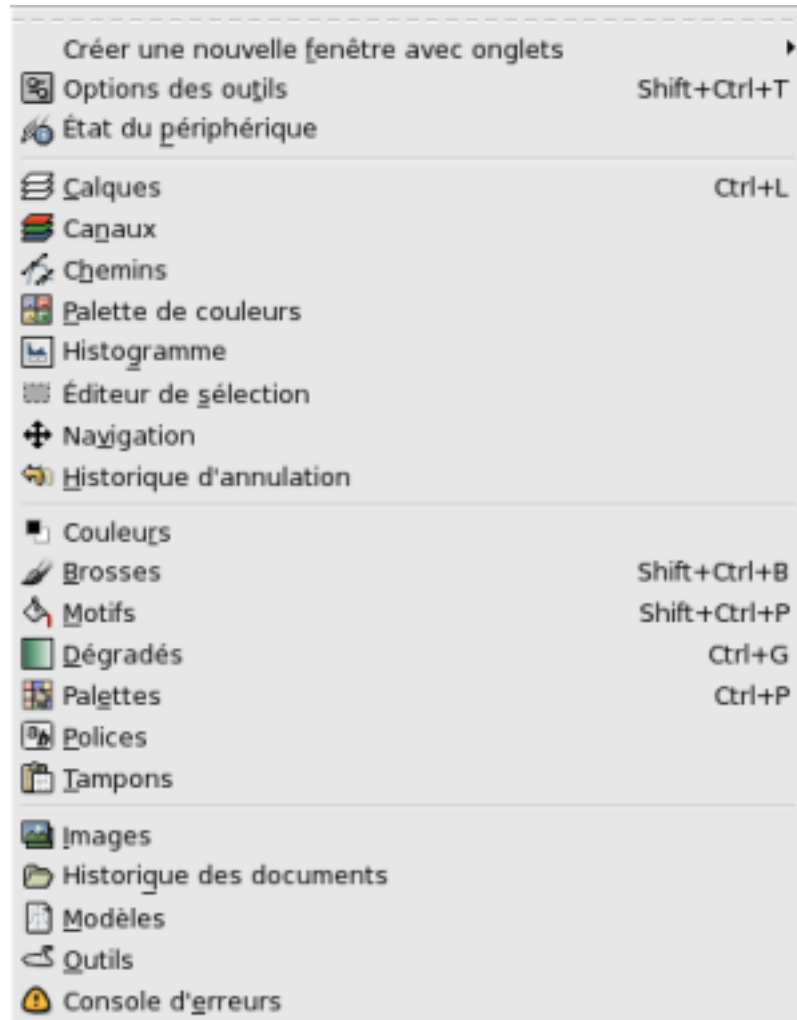 Créer une nouvelle fenêtre avec onglets
Options des outils Shift+Ctrl+T
État du périphérique
Calques Ctrl+L
Canaux
Chemins
Palette de couleurs
Histogramme
Éditeur de sélection
Navigation
Historique d'annulation
Couleurs
Brosses Shift+Ctrl+B
Motifs Shift+Ctrl+P
Dégradés Ctrl+G
Palettes Ctrl+P
Polices
Tampons
Images
Historique des documents
Modèles
Outils
Console d'erreurs